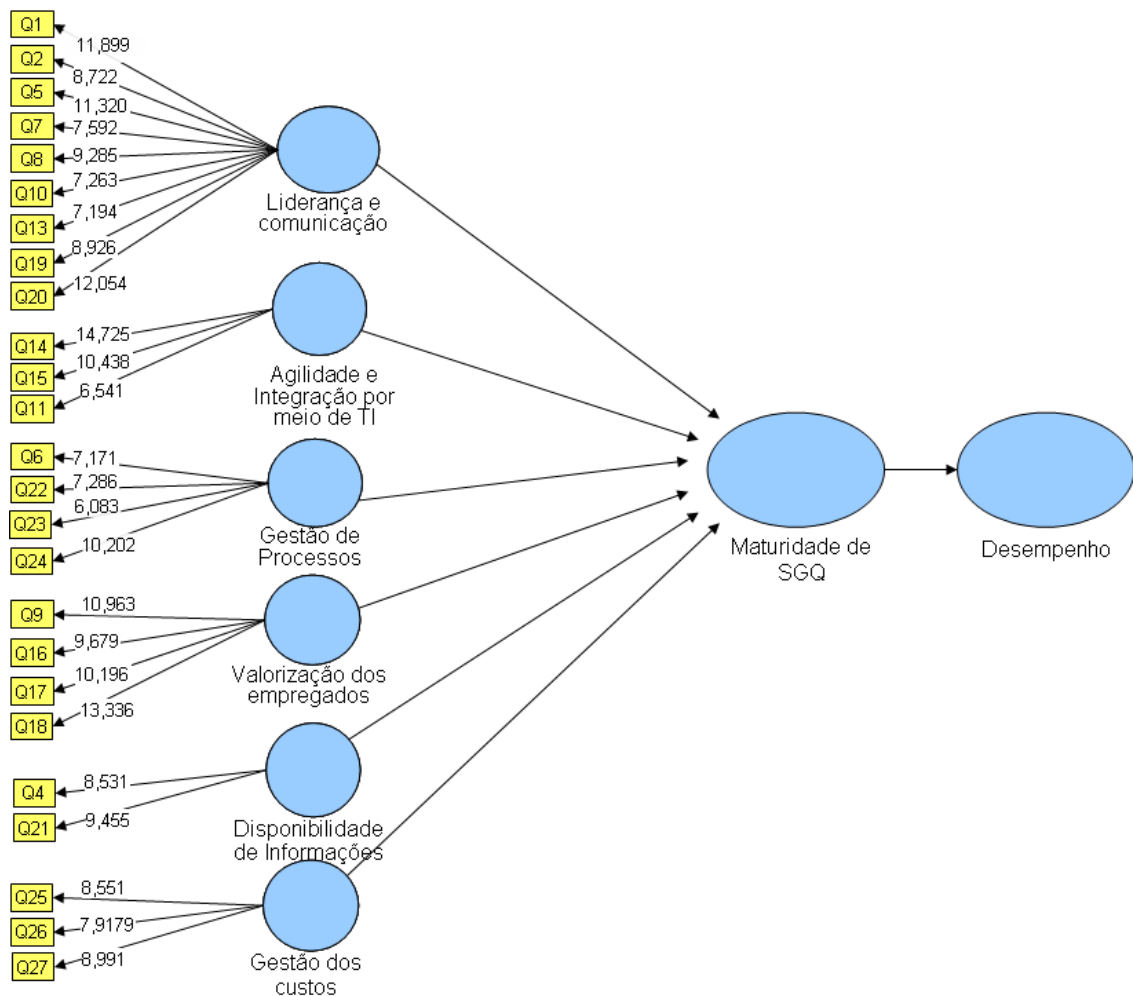 Q1
11,899
Q2
8,722
Q5
11,320
Q7
7,592
Q8
9,285
Q10
7,263
Q13
7,194
Q19
8,926
Q20
12,054
Liderança e
comunicação
Q14
14,725
Q15
10,438
Q11
6,541
Agilidade e
Integração por
meio de TI
Q6
7,171
Q22
7,286
Q23
6,083
Q24
10,202
Gestão de
Processos
Q9
10,963
Q16
9,679
Q17
10,196
Q18
13,336
Valorização dos
empregados
Q4
8,531
Q21
9,455
Disponibilidade
de Informações
Q25
8,551
Q26
7,9179
Q27
8,991
Gestão dos
custos
Maturidade de
SGQ
Desempenho